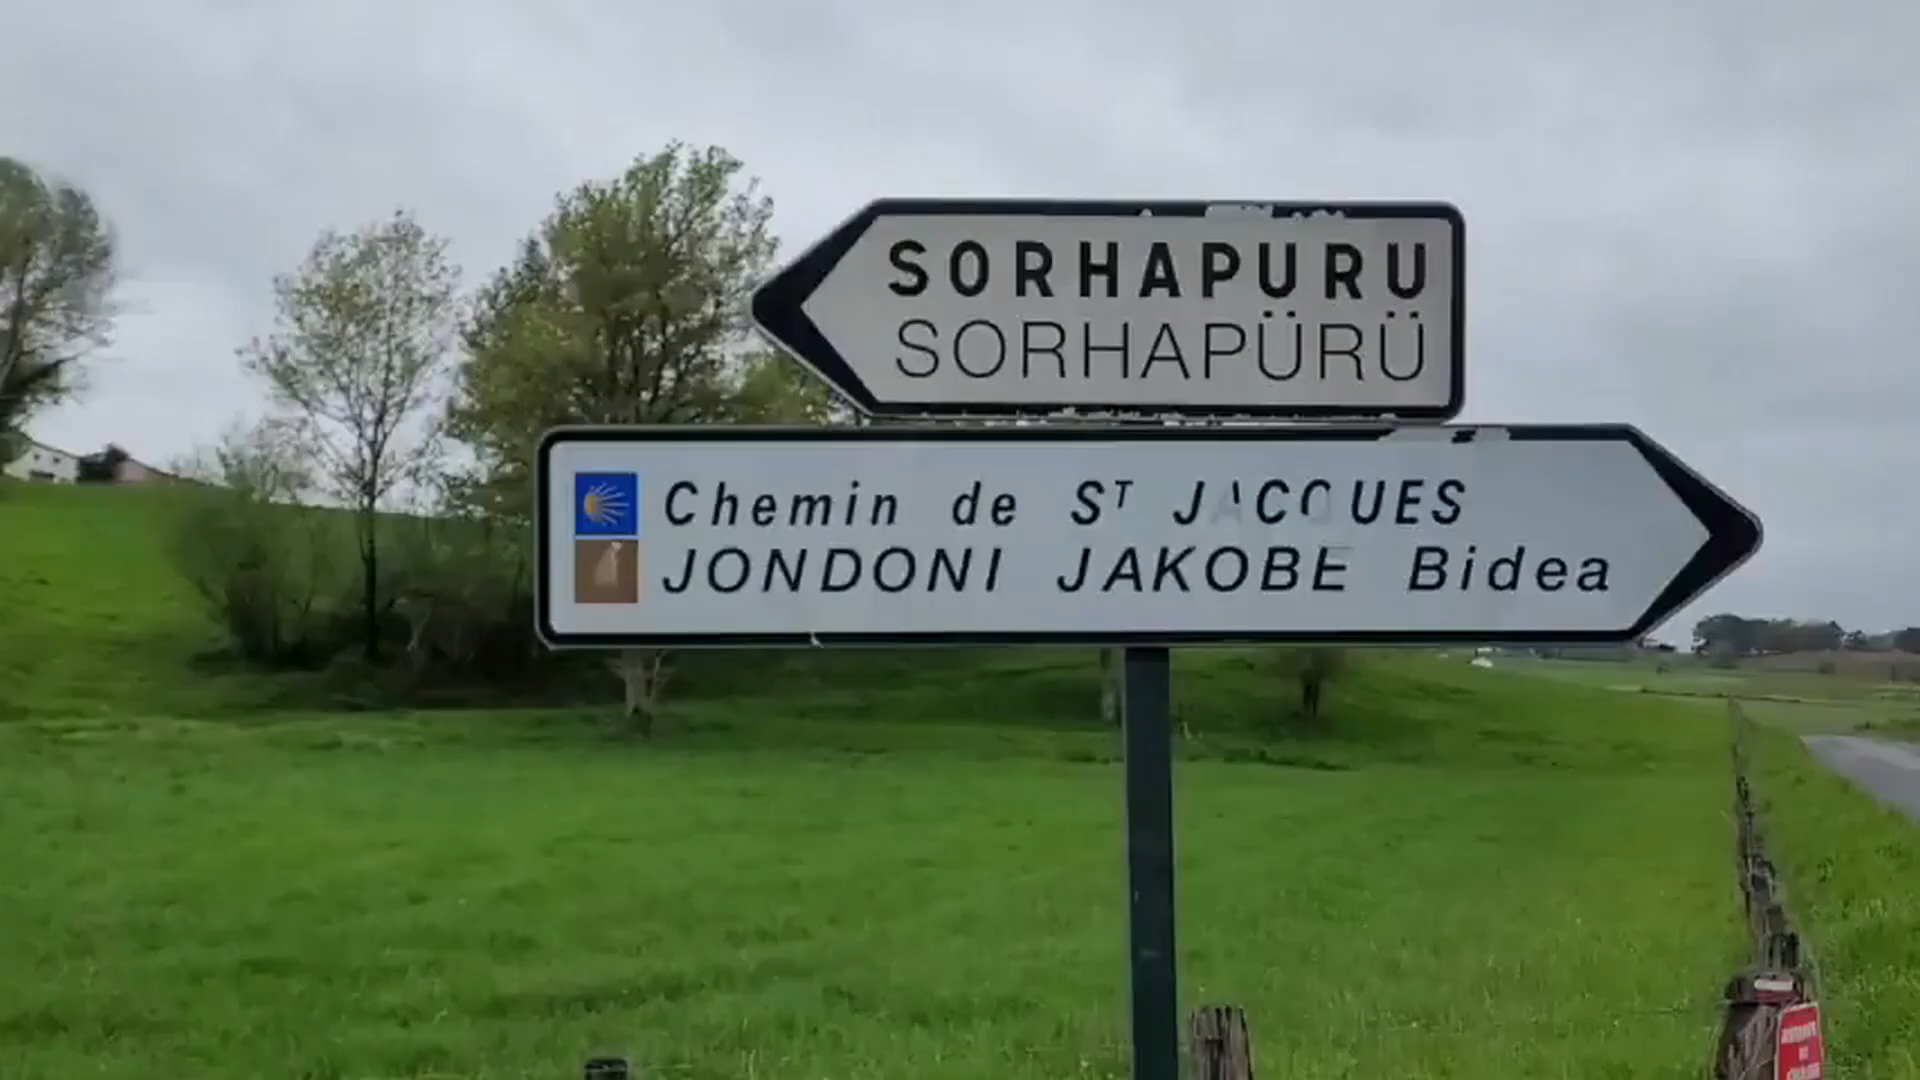 SORHAPURU
SORHAPÜRÜ
Chemin de ST JACQUES
JONDONI JAKOBE Bidea